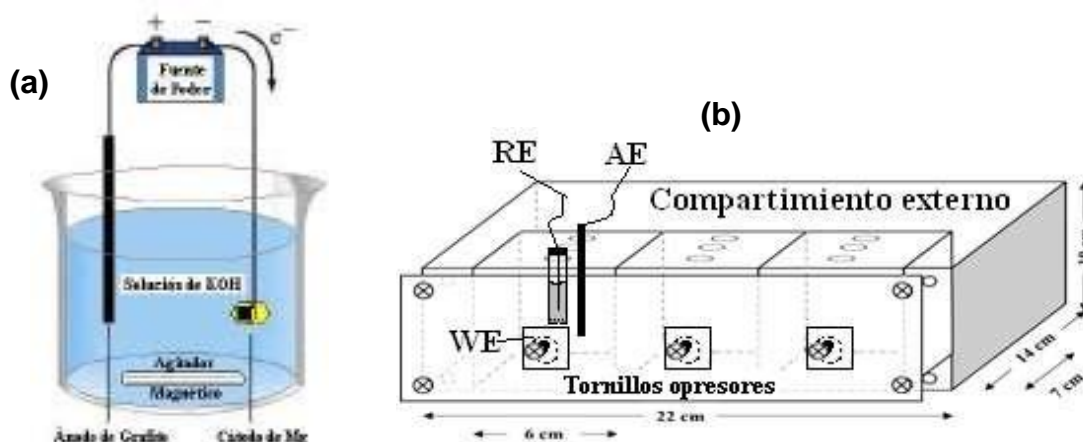 (a)
+ −
e⁻
Fuente
de Poder
Solución de KOH
Agitador
Magnético
Ánodo de Grafito
Cátodo de
(b)
RE
AE
Compartimiento externo
WE
Tornillos opresores
14 cm
7 cm
22 cm
6 cm